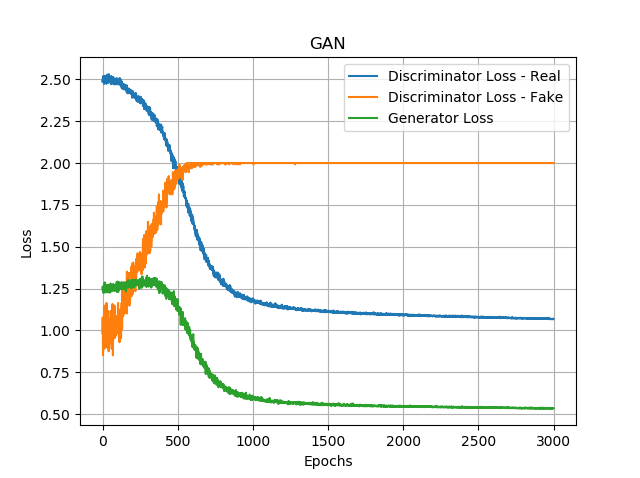 GAN
Discriminator Loss - Real
Discriminator Loss - Fake
Generator Loss
Loss
2.50
2.25
2.00
1.75
1.50
1.25
1.00
0.75
0.50
0
500
1000
1500
2000
2500
3000
Epochs